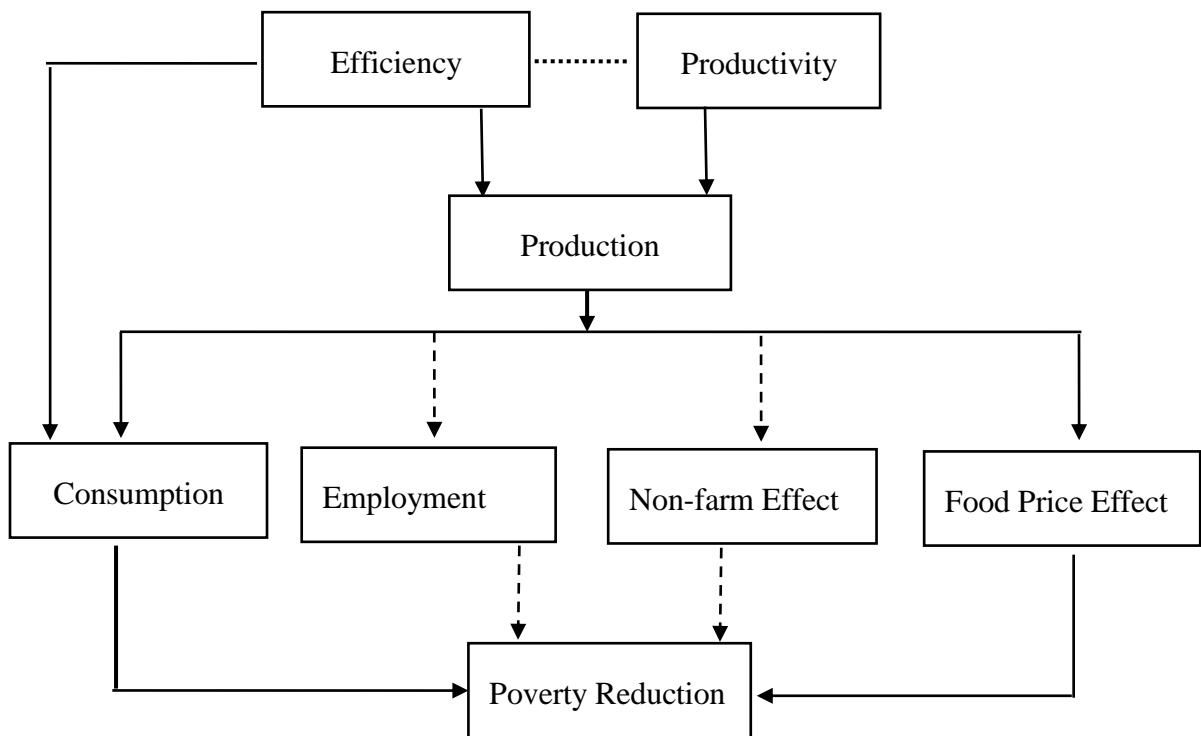 Efficiency
Productivity
Production
Consumption
Employment
Non-farm Effect
Food Price Effect
Poverty Reduction